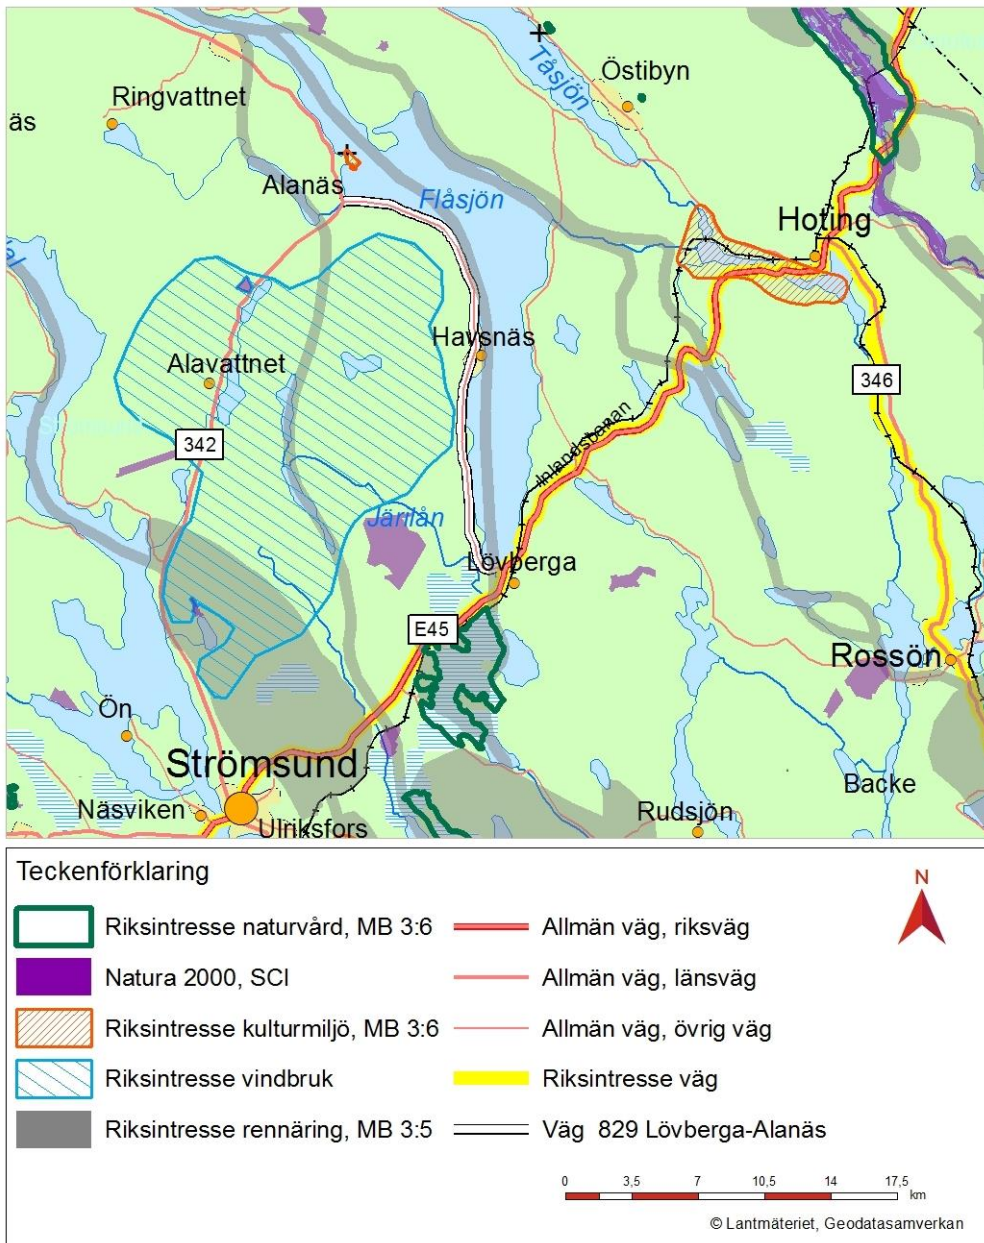 Tåsjön
Östibyn
Ringvattnet
äs
Alanäs
Flåsjön
Hoting
Havsnäs
Alavattnet
346
342
Inlandsbanan
Järilån
Lövberga
E45
Rossön
Ön
Strömsund
Backe
Näsviken
Rudsjön
Ulriksfors
Teckenförklaring
N
Riksintresse naturvård, MB 3:6
Allmän väg, riksväg
Natura 2000, SCI
Allmän väg, länsväg
Riksintresse kulturmiljö, MB 3:6
Allmän väg, övrig väg
Riksintresse vindbruk
Riksintresse väg
Riksintresse rennäring, MB 3:5
Väg 829 Lövberga-Alanäs
0 3,5 7 10,5 14 17,5
km
© Lantmäteriet, Geodatasamverkan